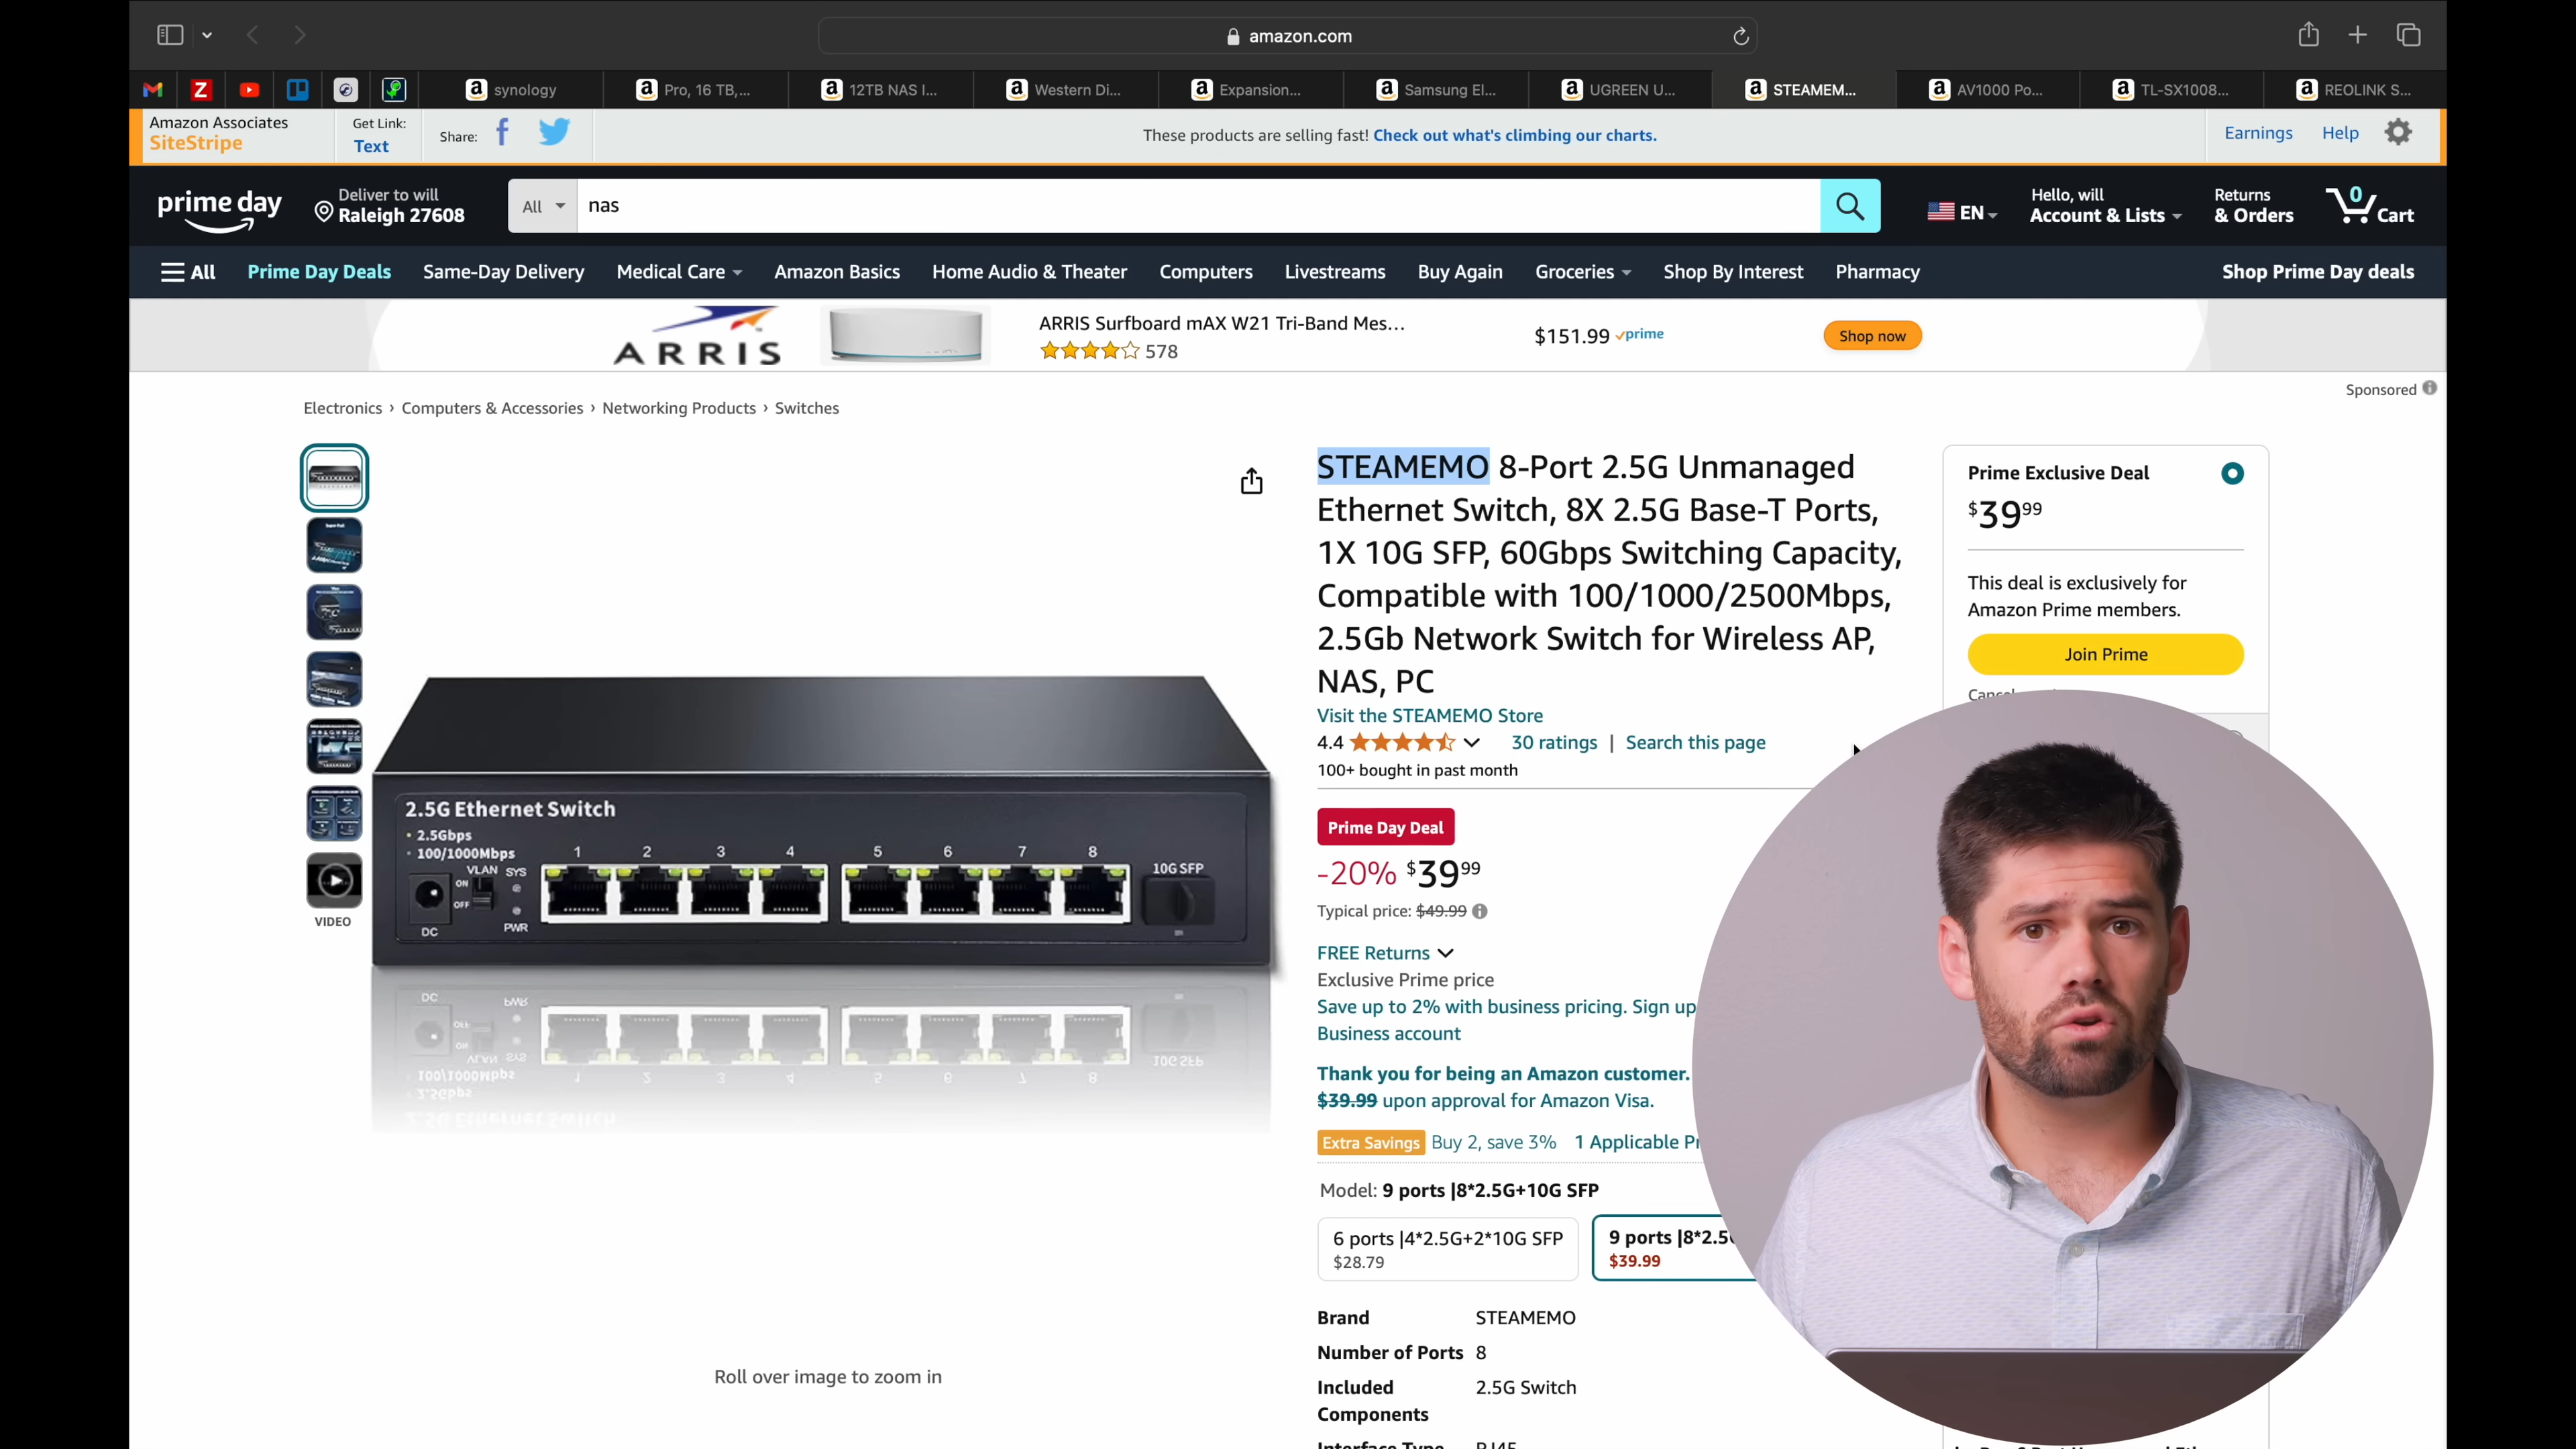 amazon.com
synology
Pro, 16 TB,...
12TB NAS I...
Western Di...
Expansion...
Samsung El...
UGREEN U...
STEAMEM...
AV1000 Po...
TL-SX1008...
REOLINK S...
Amazon Associates
SiteStripe
Get Link:
Text
Share:
These products are selling fast! Check out what's climbing our charts.
Earnings
Help
prime day
Deliver to will
Raleigh 27608
All
nas
EN
Hello, will
Account & Lists
Returns
& Orders
0
Cart
All
Prime Day Deals
Same-Day Delivery
Medical Care
Amazon Basics
Home Audio & Theater
Computers
Livestreams
Buy Again
Groceries
Shop By Interest
Pharmacy
Shop Prime Day deals
ARRIS
ARRIS Surfboard mAX W21 Tri-Band Mes...
578
$151.99 prime
Shop now
Sponsored
Electronics › Computers & Accessories › Networking Products › Switches
STEAMEMO 8-Port 2.5G Unmanaged
Ethernet Switch, 8X 2.5G Base-T Ports,
1X 10G SFP, 60Gbps Switching Capacity,
Compatible with 100/1000/2500Mbps,
2.5Gb Network Switch for Wireless AP,
NAS, PC
Visit the STEAMEMO Store
4.4
30 ratings | Search this page
100+ bought in past month
Prime Day Deal
-20% $39 99
Typical price: $49.99
FREE Returns
Exclusive Prime price
Save up to 2% with business pricing. Sign up
Business account
Thank you for being an Amazon customer.
$39.99 upon approval for Amazon Visa.
Extra Savings Buy 2, save 3% 1 Applicable
Model: 9 ports |8*2.5G+10G SFP
6 ports |4*2.5G+2*10G SFP
$28.79
9 ports |8*2.5
$39.99
Brand STEAMEMO
Number of Ports 8
Included 2.5G Switch
Components
Interface Type RJ45
Prime Exclusive Deal
$39 99
This deal is exclusively for
Amazon Prime members.
Join Prime
2.5G Ethernet Switch
• 2.5Gbps
• 100/1000Mbps
VLAN SYS
ON
OFF
DC
PWR
1 2 3 4 5 6 7 8
10G SFP
VIDEO
Roll over image to zoom in